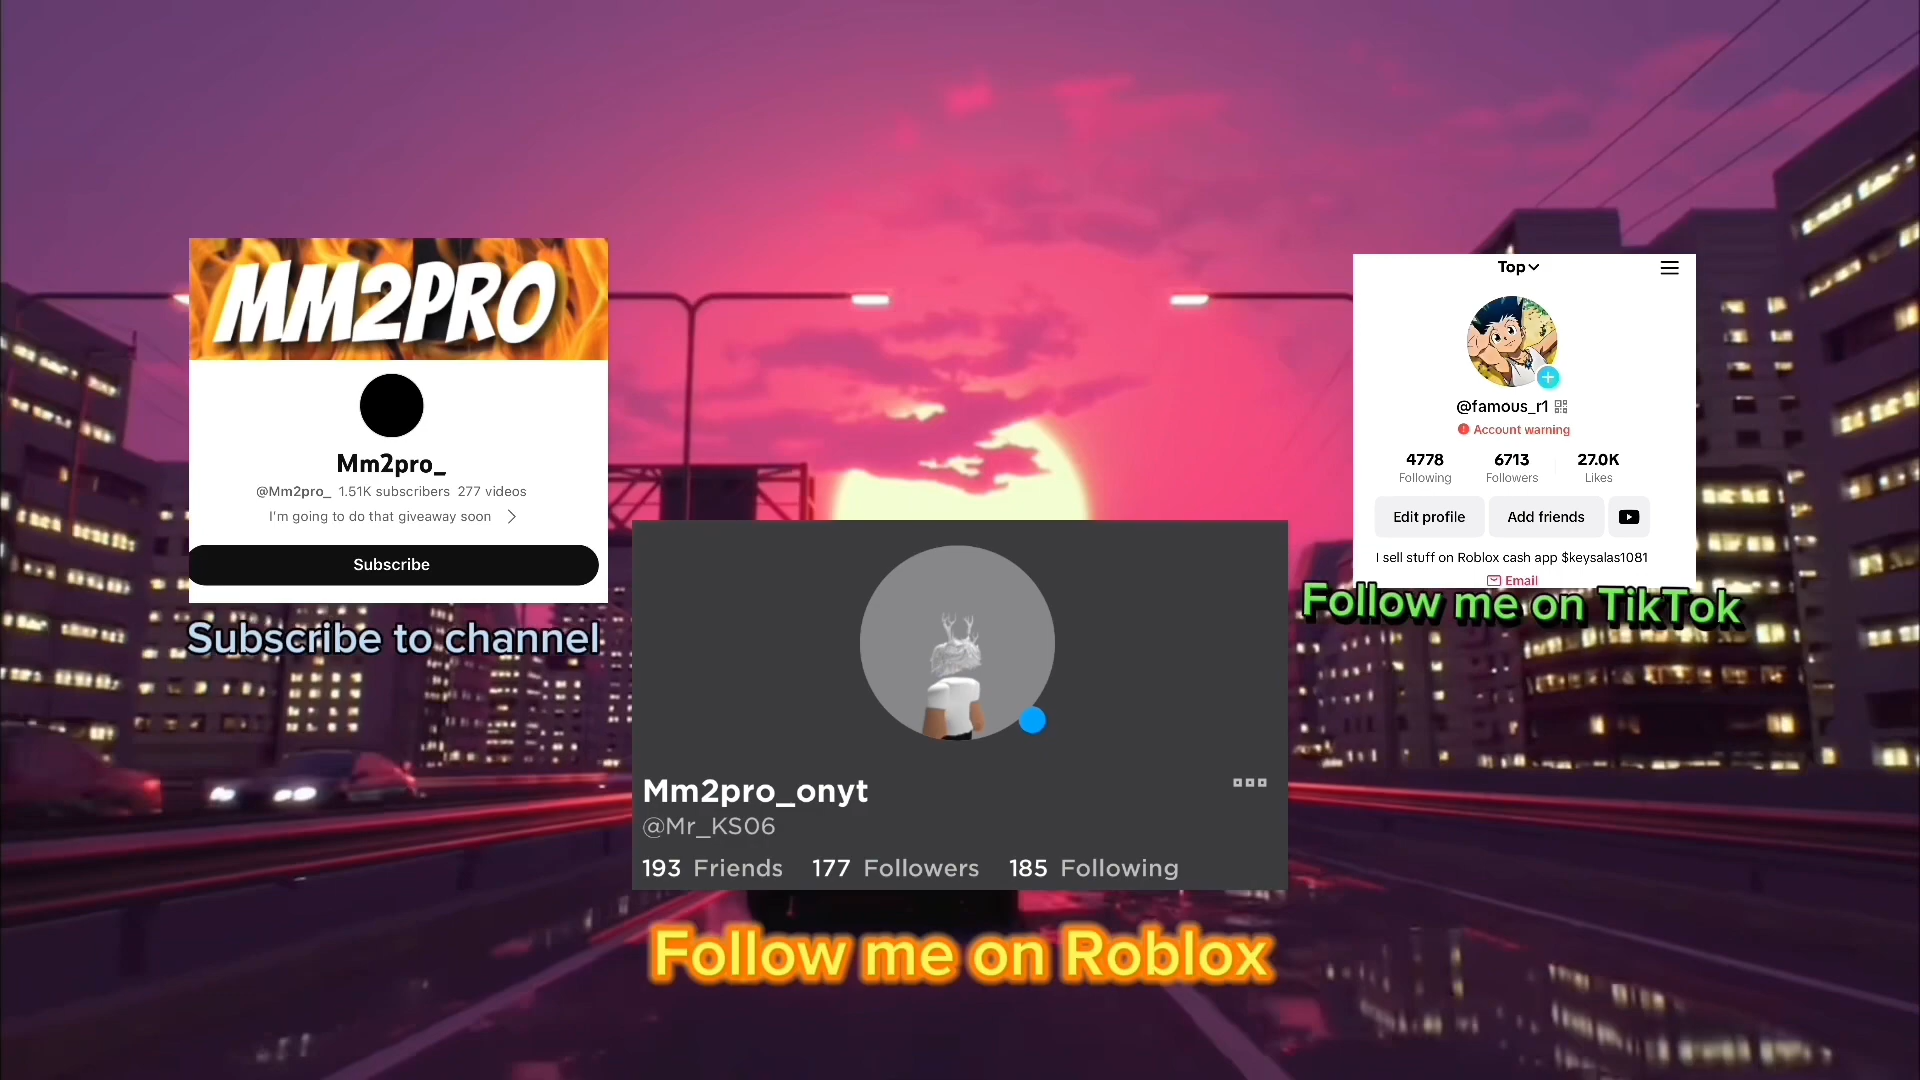 MM2PRO
Mm2pro_
@Mm2pro_ 1.51K subscribers 277 videos
I'm going to do that giveaway soon
Subscribe
Subscribe to channel
Top
@famous_r1
Account warning
4778 6713 27.0K
Following Followers Likes
Edit profile Add friends
I sell stuff on Roblox cash app $keysalas1081
Email
Follow me on TikTok
Mm2pro_onyt
@Mr_KS06
193 Friends 177 Followers 185 Following
Follow me on Roblox